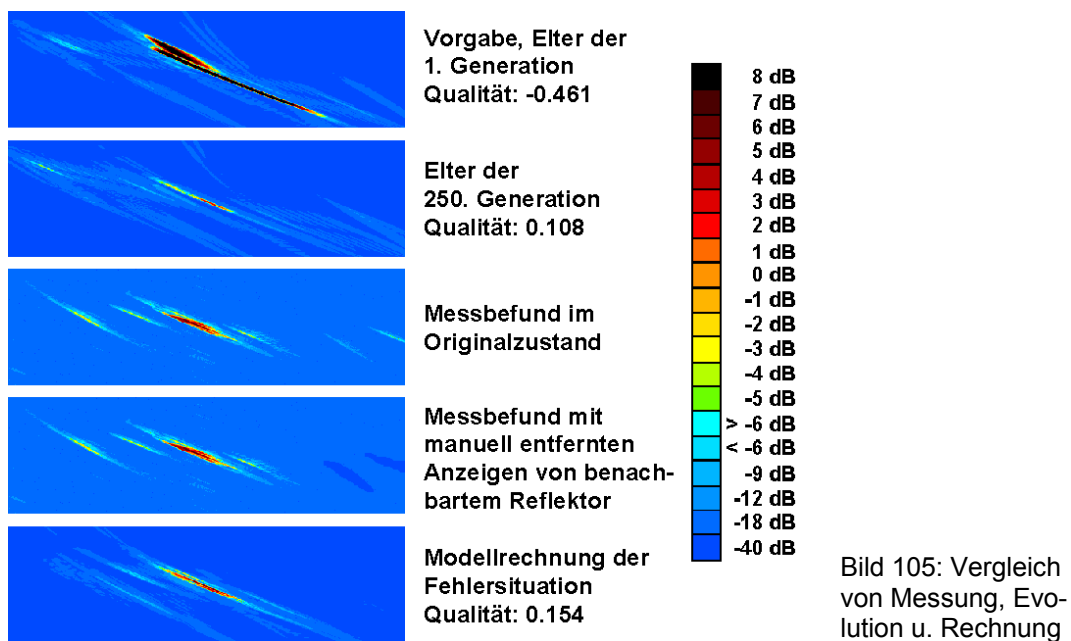 Vorgabe, Elter der
1. Generation
Qualität: -0.461
Elter der
250. Generation
Qualität: 0.108
Messbefund im
Originalzustand
Messbefund mit
manuell entfernten
Anzeigen von benach-
bartem Reflektor
Modellrechnung der
Fehlersituation
Qualität: 0.154
8 dB
7 dB
6 dB
5 dB
4 dB
3 dB
2 dB
1 dB
0 dB
-1 dB
-2 dB
-3 dB
-4 dB
-5 dB
> -6 dB
< -6 dB
-9 dB
-12 dB
-18 dB
-40 dB
Bild 105: Vergleich
von Messung, Evo-
lution u. Rechnung